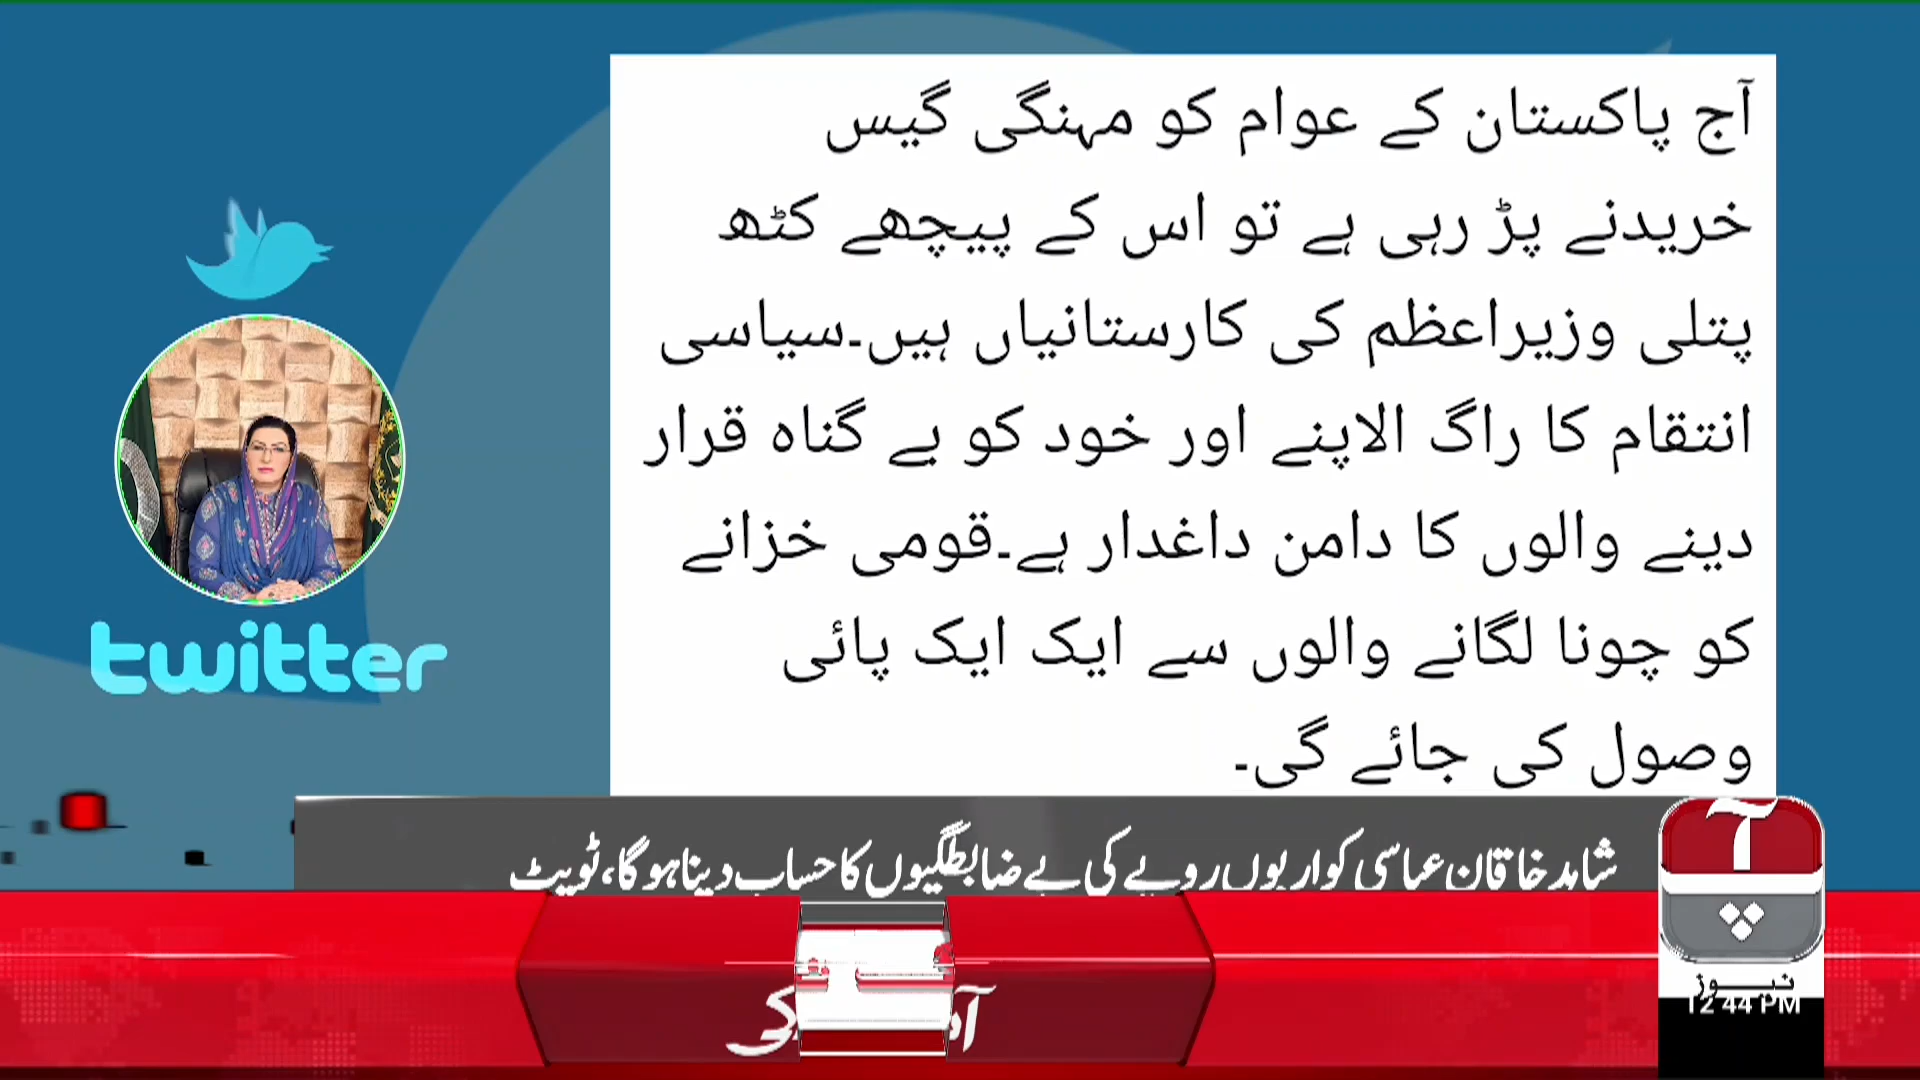 آج پاکستان کے عوام کو مہنگی گیس
خریدنے پڑ رہی ہے تو اس کے پیچھے کٹھ
پتلی وزیراعظم کی کارستانیاں ہیں۔سیاسی
انتقام کا راگ الاپنے اور خود کو بے گناہ قرار
دینے والوں کا دامن داغدار ہے۔قومی خزانے
کو چونا لگانے والوں سے ایک ایک پائی
وصول کی جائے گی۔
twitter
شاہد خاقان عباسی کو اربوں روپے کی بے ضابطگیوں کا حساب دینا ہوگا، ٹویٹ
آپ
نیوز
12 44 PM